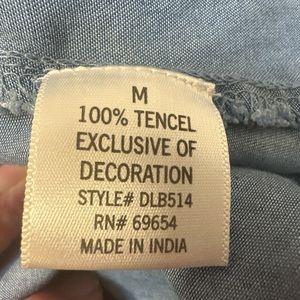 M
100% TENCEL
EXCLUSIVE OF
DECORATION
STYLE# DLB514
RN# 69654
MADE IN INDIA